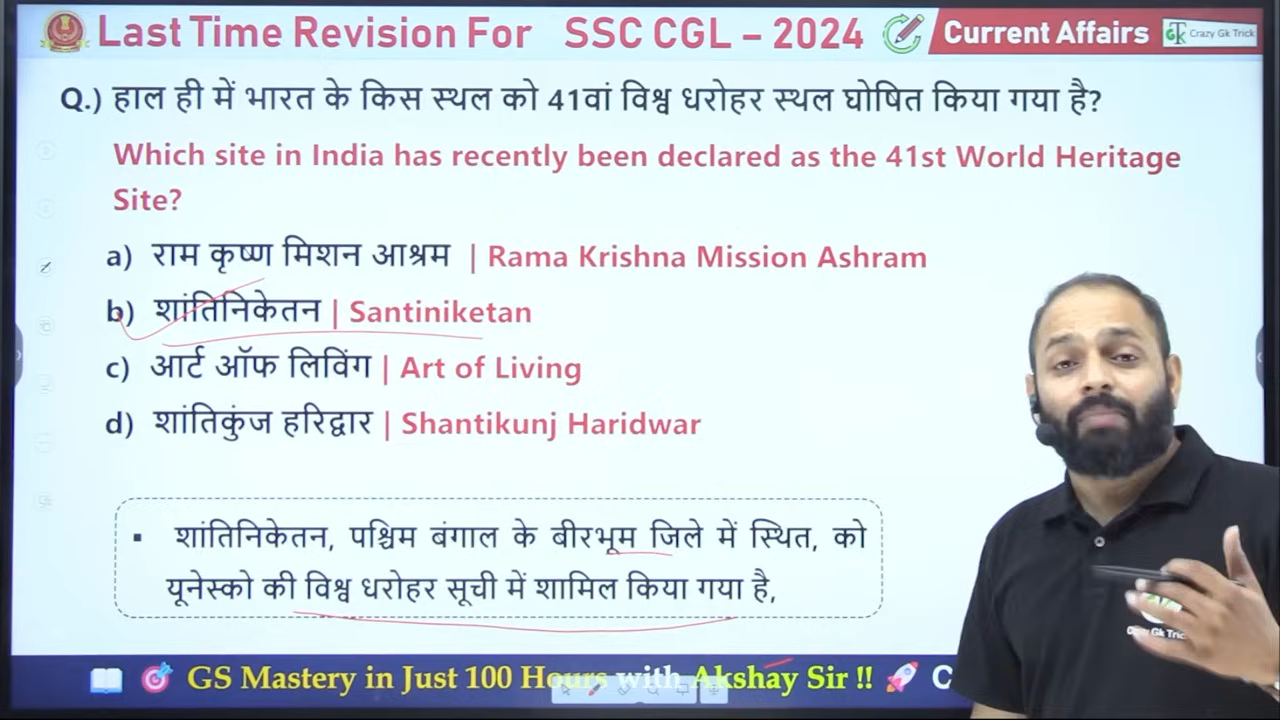 Last Time Revision For SSC CGL – 2024
Current Affairs
Crazy Gk Trick
Q.) हाल ही में भारत के किस स्थल को 41वां विश्व धरोहर स्थल घोषित किया गया है?
Which site in India has recently been declared as the 41st World Heritage
Site?
a) राम कृष्ण मिशन आश्रम | Rama Krishna Mission Ashram
b) शांतिनिकेतन | Santiniketan
c) आर्ट ऑफ लिविंग | Art of Living
d) शांतिकुंज हरिद्वार | Shantikunj Haridwar
▪ शांतिनिकेतन, पश्चिम बंगाल के बीरभूम जिले में स्थित, को
यूनेस्को की विश्व धरोहर सूची में शामिल किया गया है,
GS Mastery in Just 100 Hours with Akshay Sir !! C